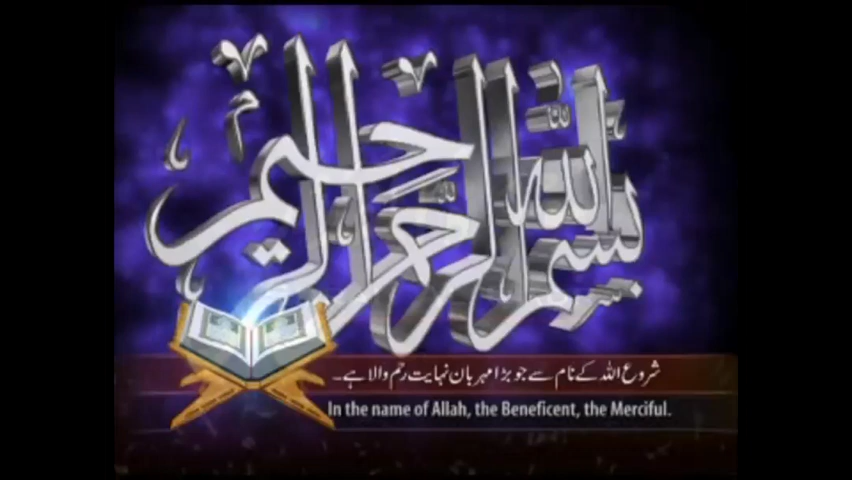 بسم الله الرحمن الرحيم
شروع اللہ کے نام سے جو بڑا مہربان نہایت رحم والا ہے۔
In the name of Allah, the Beneficent, the Merciful.